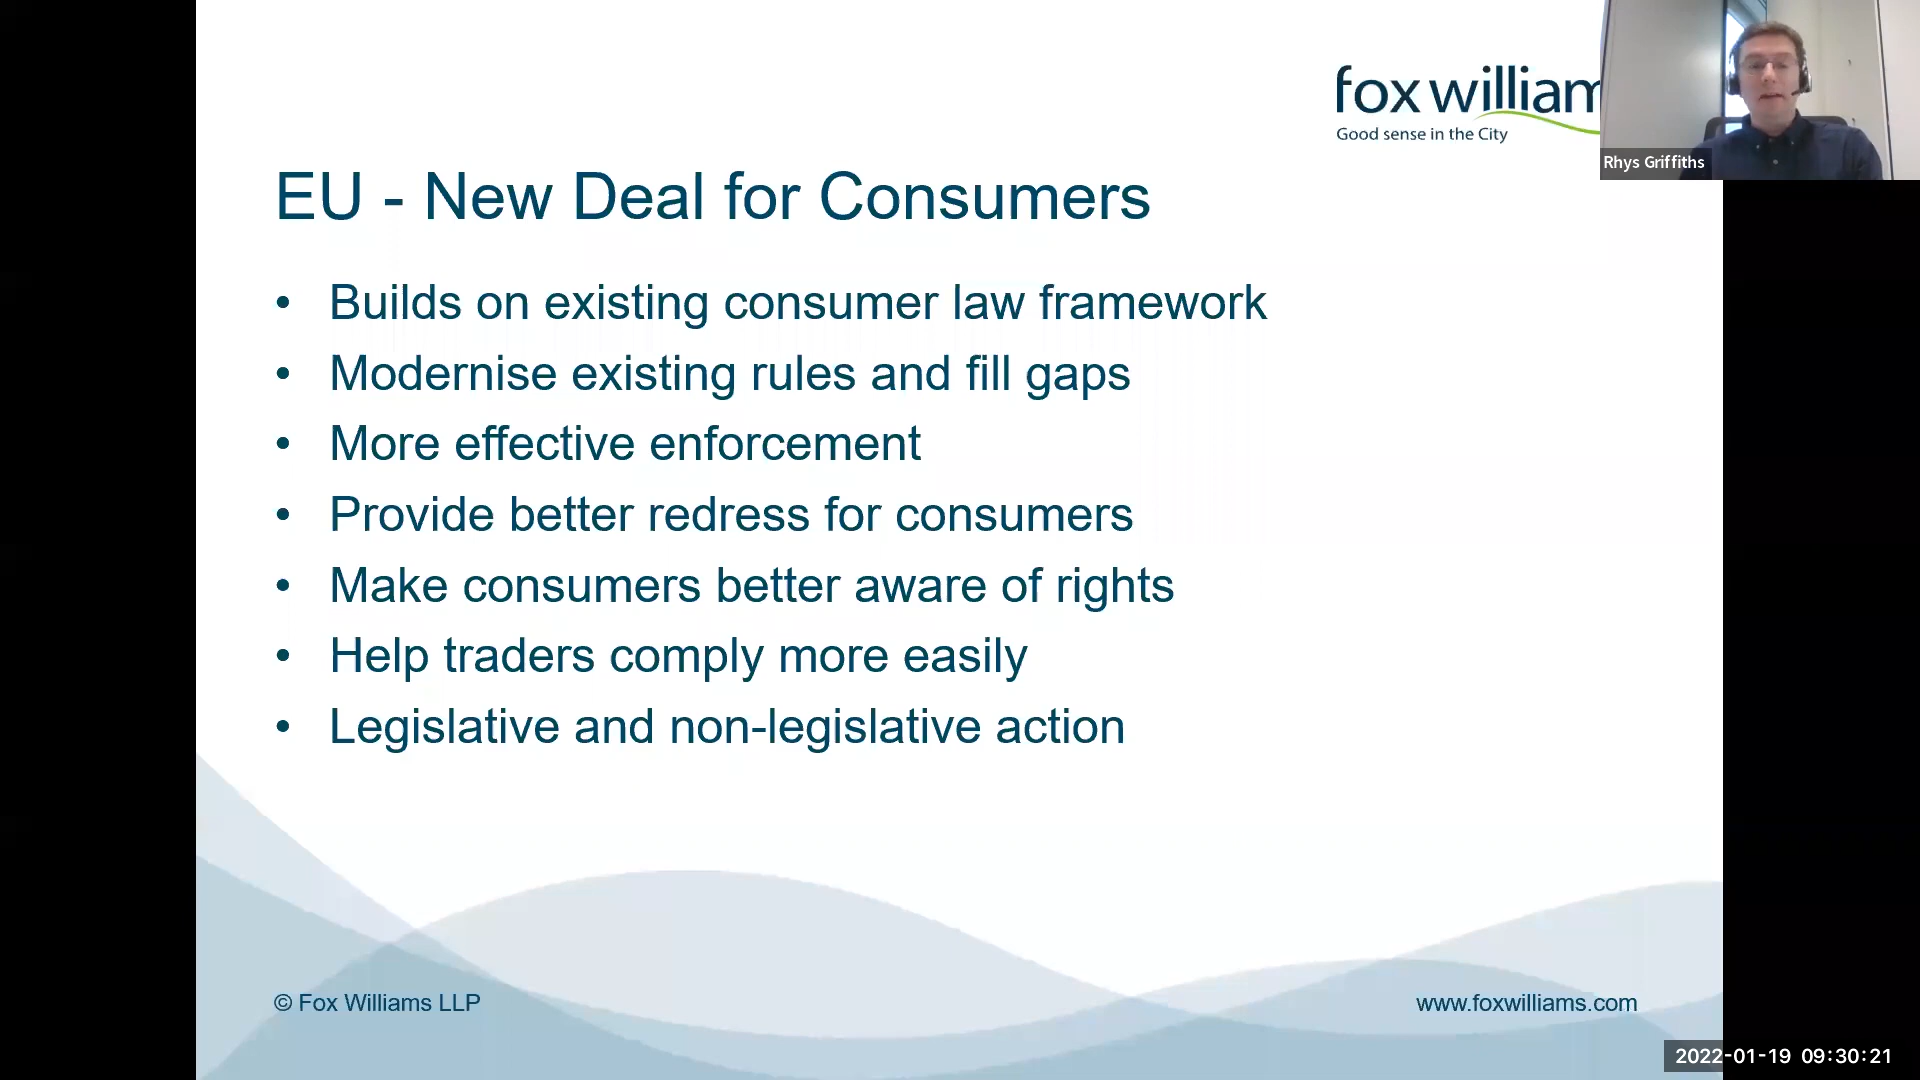 fox william
Good sense in the City
Rhys Griffiths
EU - New Deal for Consumers
• Builds on existing consumer law framework
• Modernise existing rules and fill gaps
• More effective enforcement
• Provide better redress for consumers
• Make consumers better aware of rights
• Help traders comply more easily
• Legislative and non-legislative action
© Fox Williams LLP
www.foxwilliams.com
2022-01-19 09:30:21